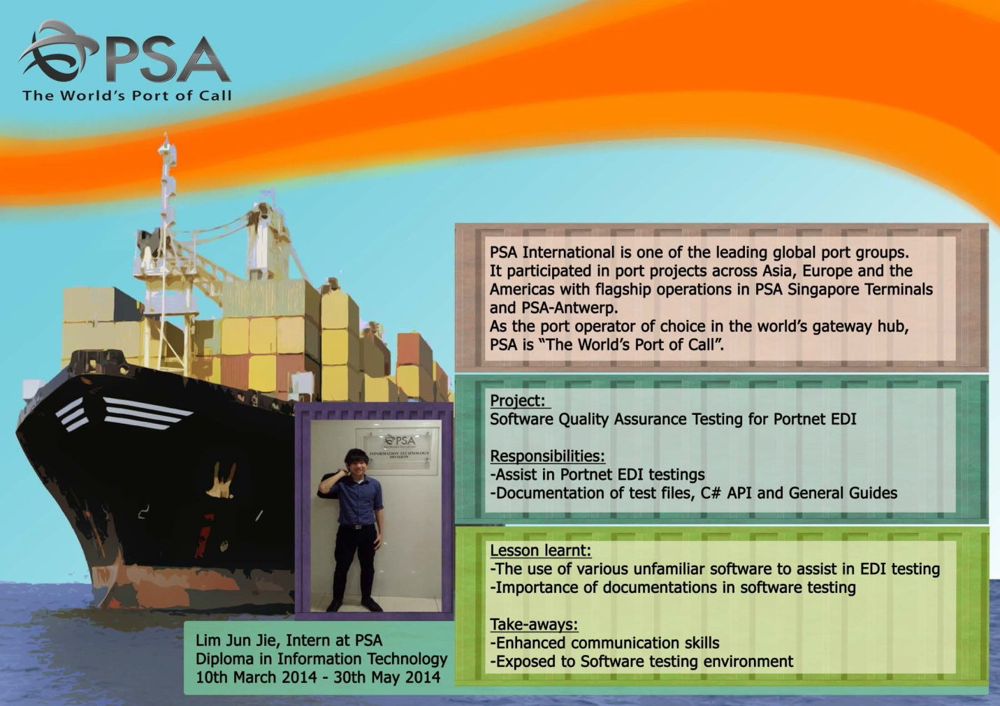 PSA
The World's Port of Call
PSA International is one of the leading global port groups.
It participated in port projects across Asia, Europe and the
Americas with flagship operations in PSA Singapore Terminals
and PSA-Antwerp.
As the port operator of choice in the world's gateway hub,
PSA is “The World's Port of Call”.
Project:
Software Quality Assurance Testing for Portnet EDI
Responsibilities:
-Assist in Portnet EDI testings
-Documentation of test files, C# API and General Guides
PSA
The World's Port of Call
INFORMATION TECHNOLOGY
DIVISION
Lesson learnt:
-The use of various unfamiliar software to assist in EDI testing
-Importance of documentations in software testing
Take-aways:
-Enhanced communication skills
-Exposed to Software testing environment
Lim Jun Jie, Intern at PSA
Diploma in Information Technology
10th March 2014 - 30th May 2014